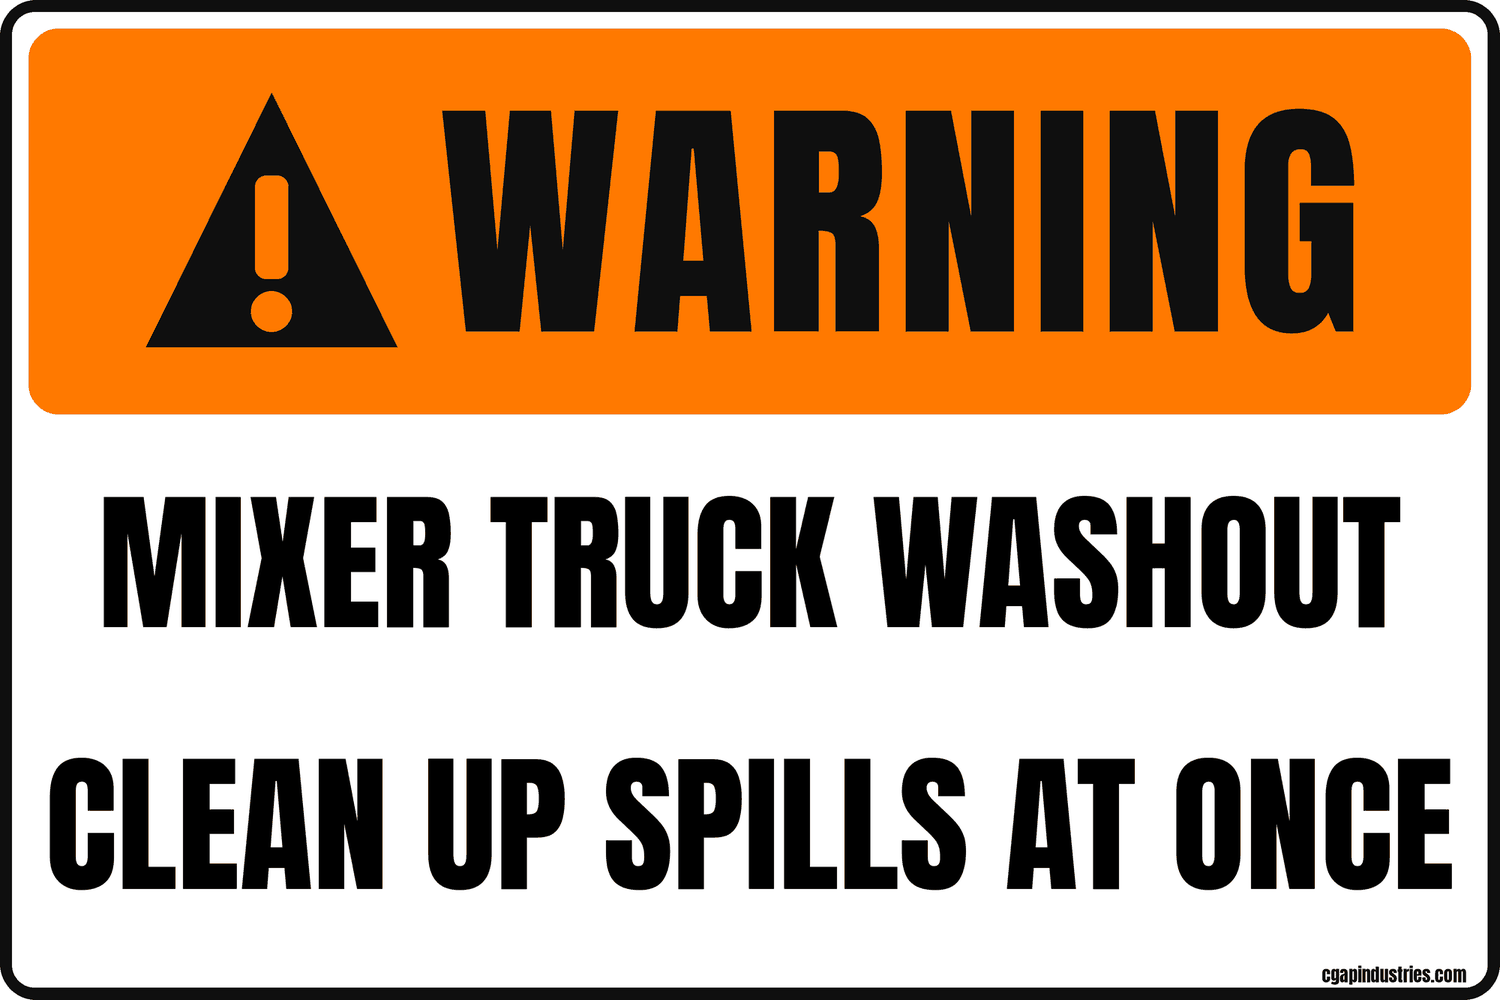 WARNING
MIXER TRUCK WASHOUT
CLEAN UP SPILLS AT ONCE
cgapindustries.com